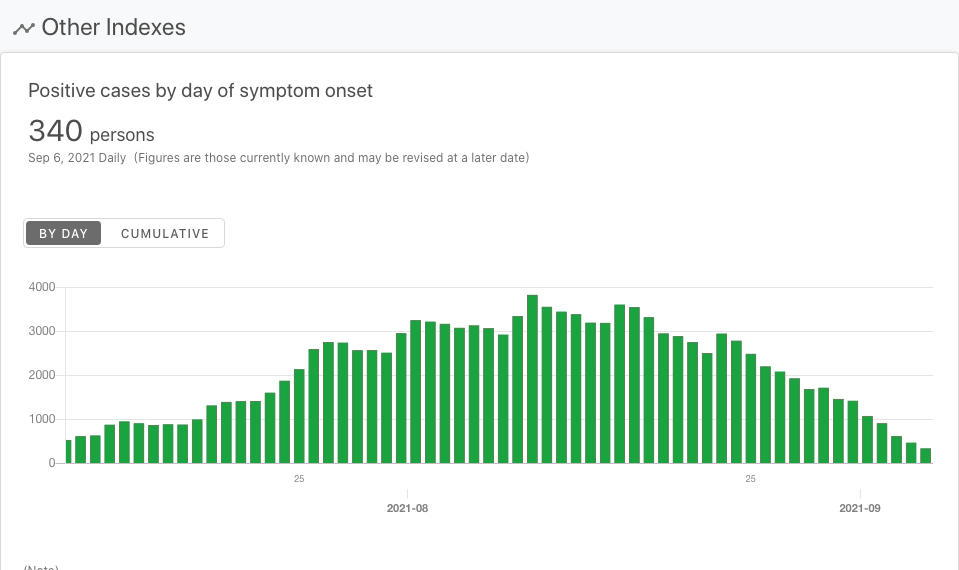 Other Indexes
Positive cases by day of symptom onset
340 persons
Sep 6, 2021 Daily (Figures are those currently known and may be revised at a later date)
BY DAY CUMULATIVE
4000
3000
2000
1000
0
25 25
2021-08 2021-09
(Note)